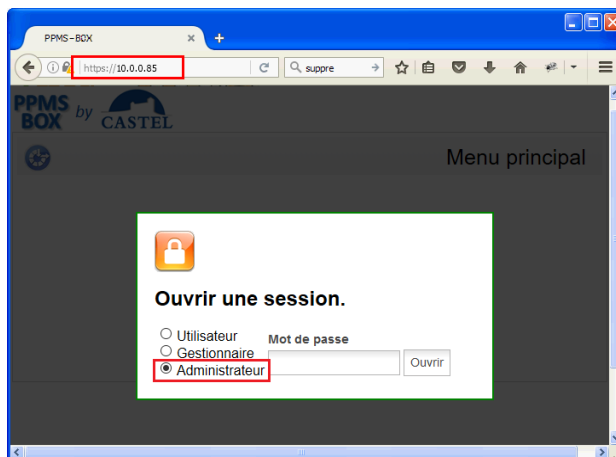 PPMS-BOX
https://10.0.0.85
suppre
PPMS
BOX by CASTEL
Menu principal
Ouvrir une session.
Utilisateur
Gestionnaire
Administrateur
Mot de passe
Ouvrir